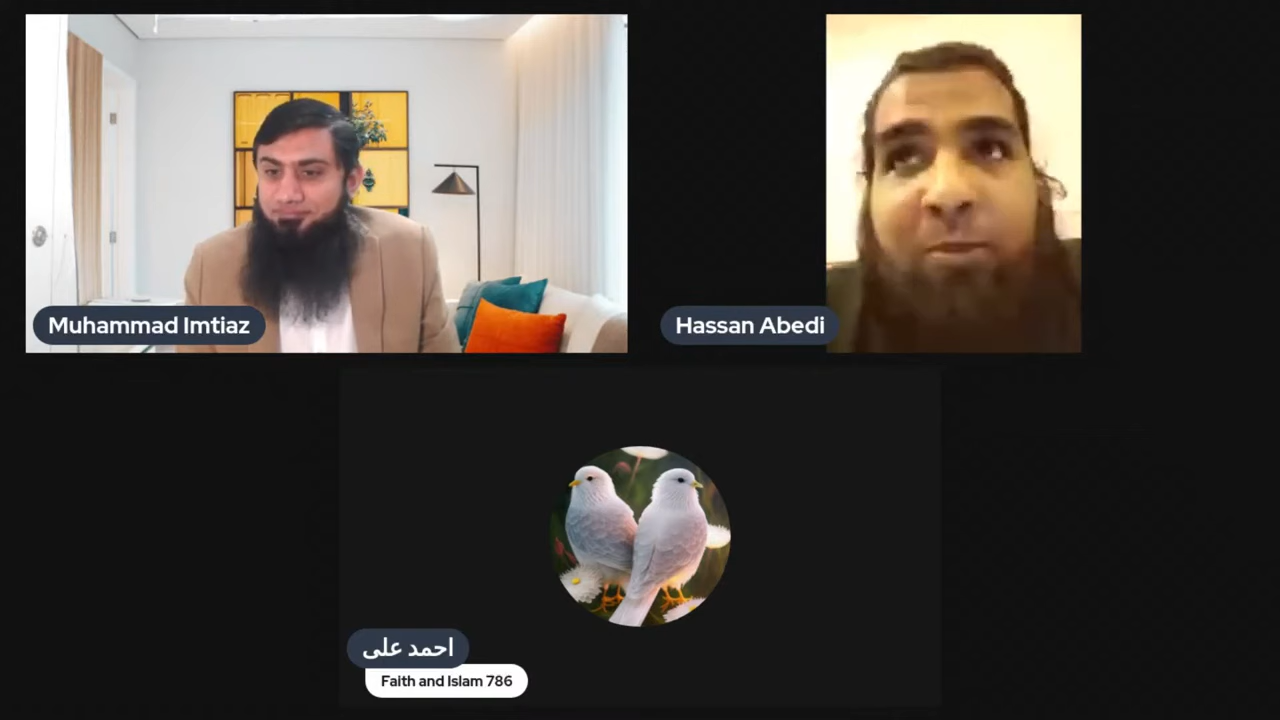 Muhammad Imtiaz
Hassan Abedi
احمد علی
Faith and Islam 786